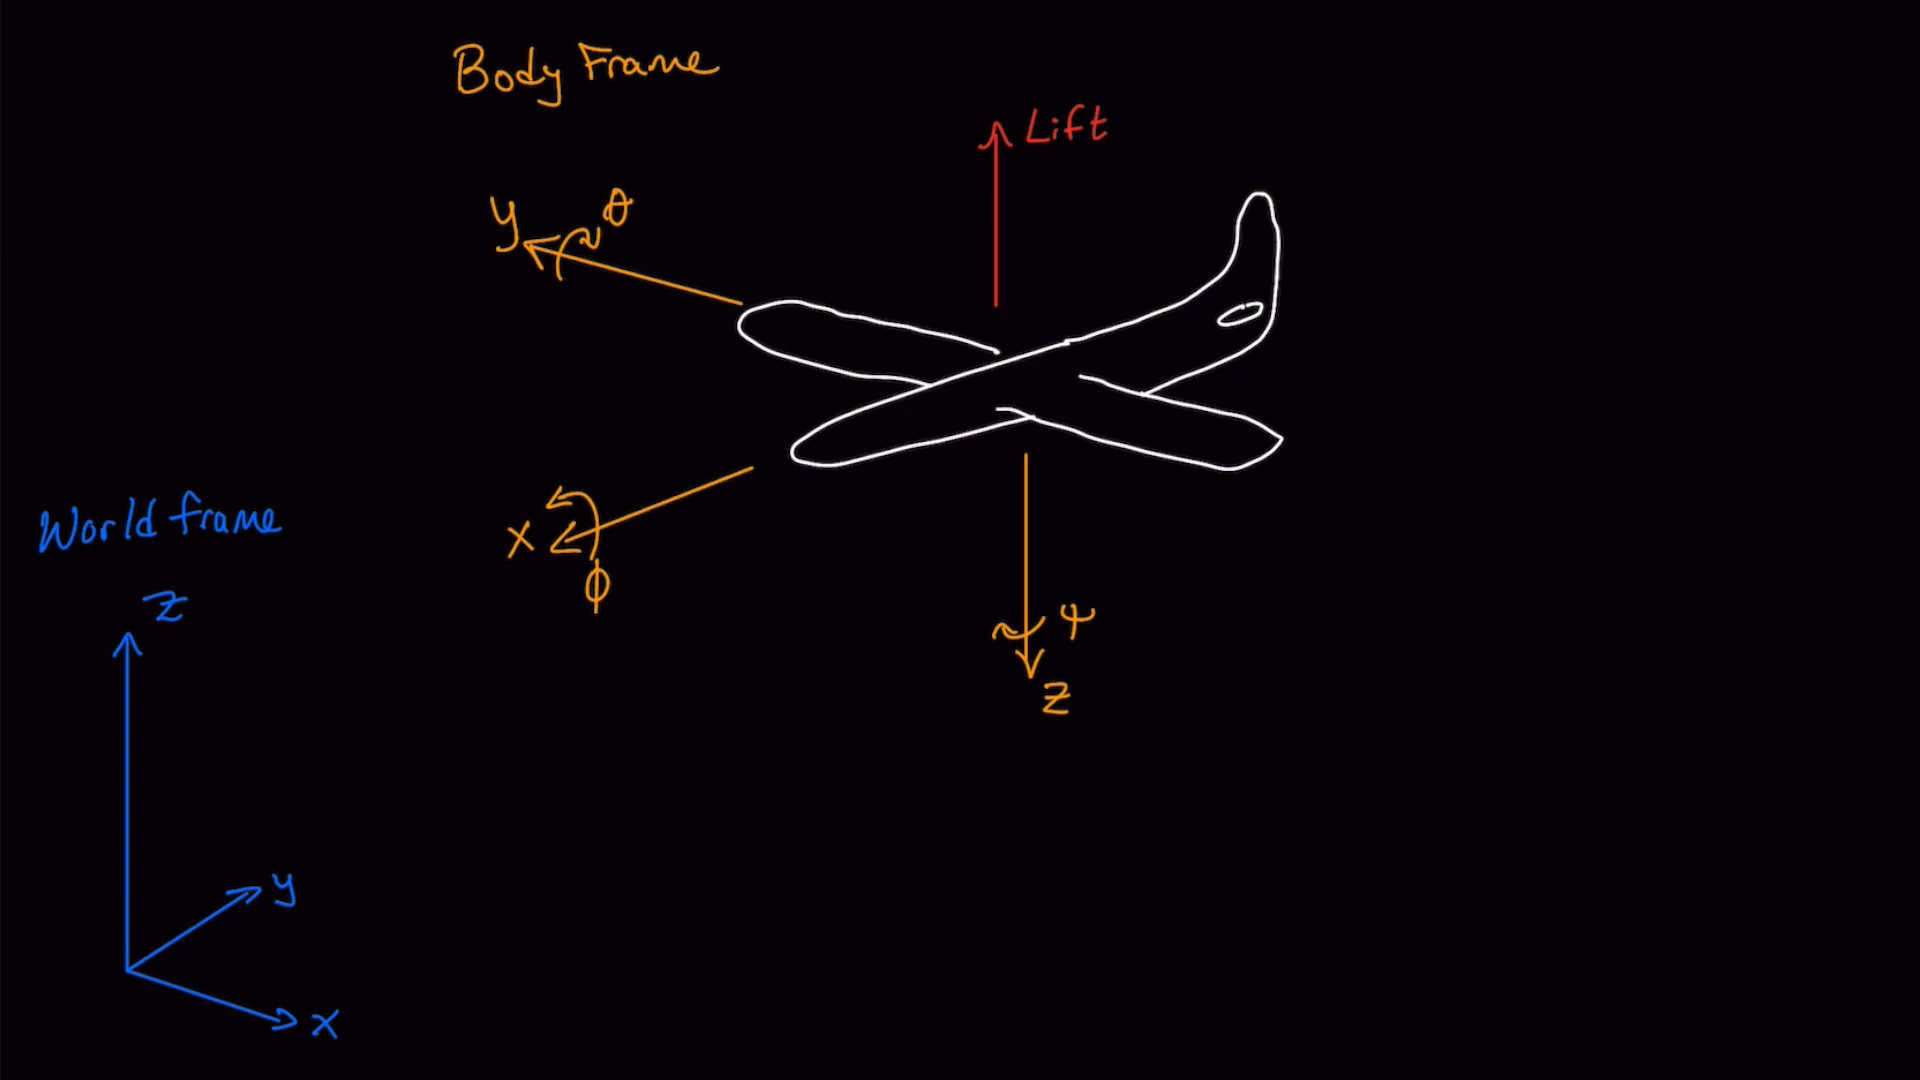 Body Frame
Lift
y θ
World frame
x
ϕ
z
ψ
z
y
x